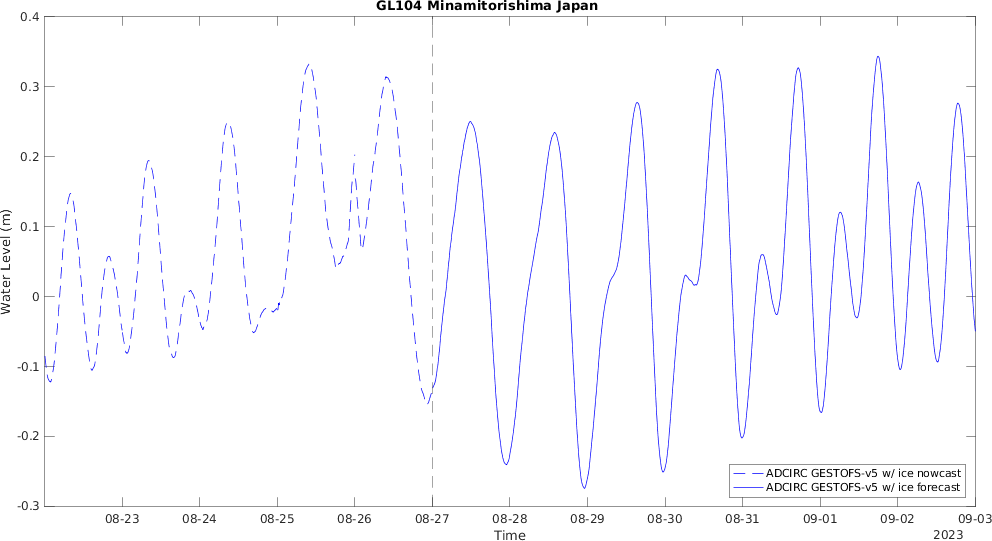 GL104 Minamitorishima Japan
Water Level (m)
0.4
0.3
0.2
0.1
0
-0.1
-0.2
-0.3
ADCIRC GESTOFS-v5 w/ ice nowcast
ADCIRC GESTOFS-v5 w/ ice forecast
08-23 08-24 08-25 08-26 08-27 08-28 08-29 08-30 08-31 09-01 09-02 09-03
Time
2023